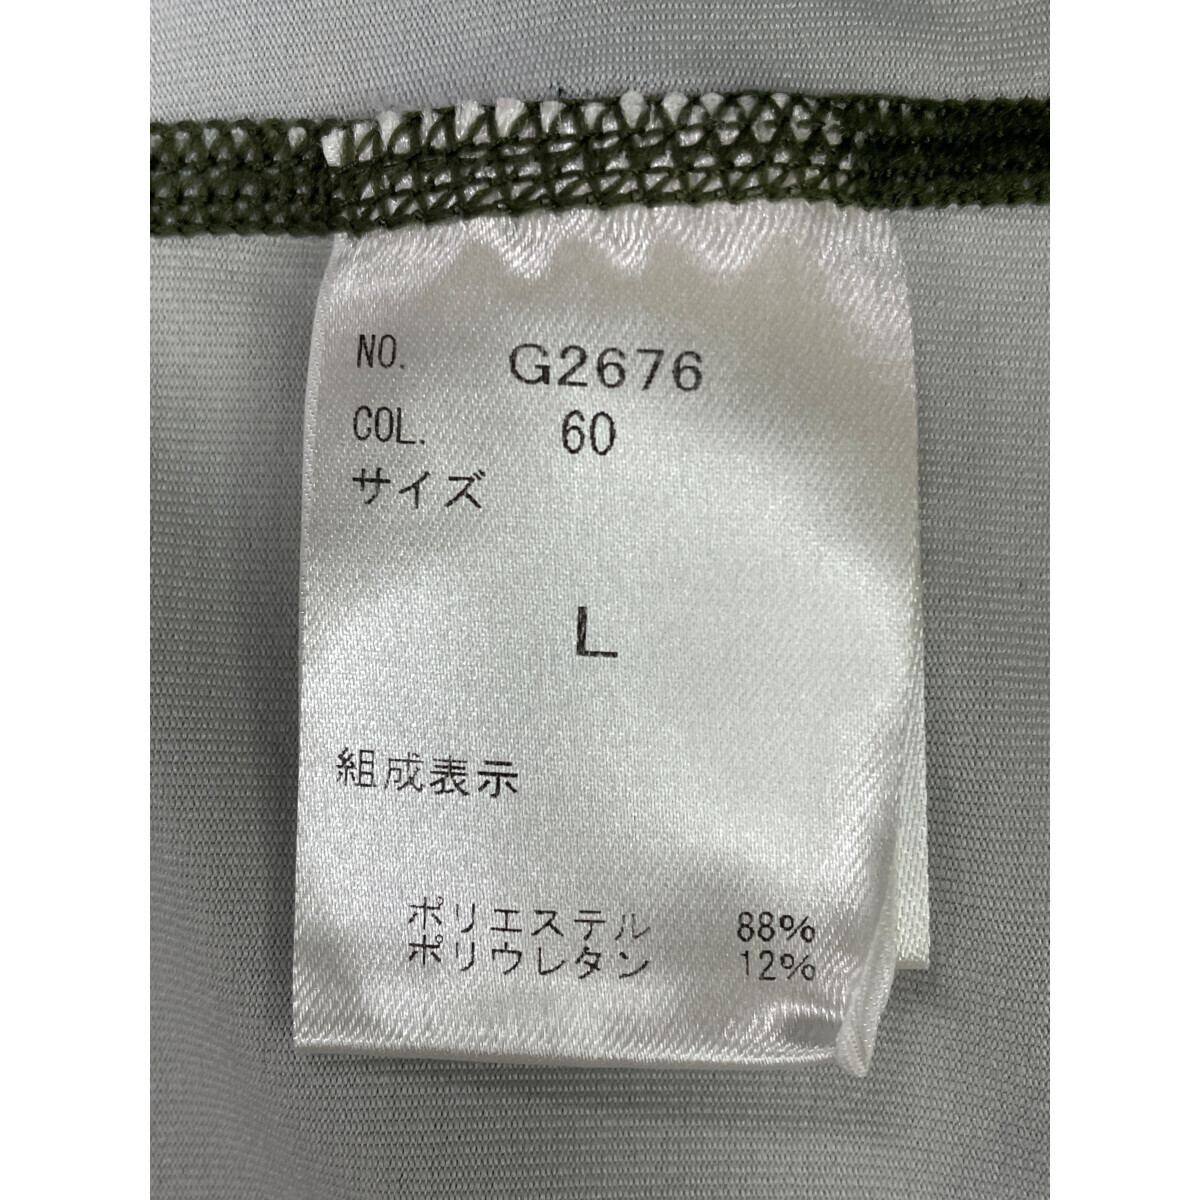 NO. G2676
COL. 60
サイズ
L
組成表示
ポリエステル 88%
ポリウレタン 12%